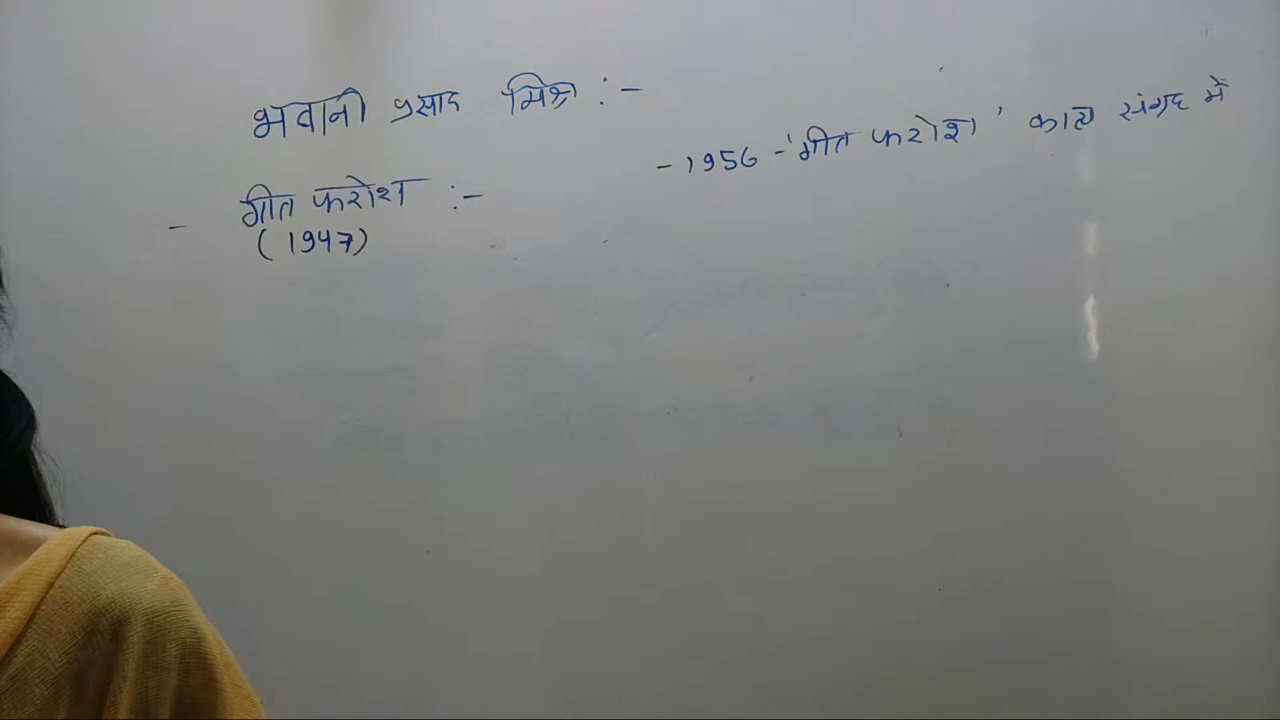 भवानी प्रसाद मिश्र :-
- गीत फरोश :-
(1947)
- 1956 - 'गीत फरोश' काव्य संग्रह में